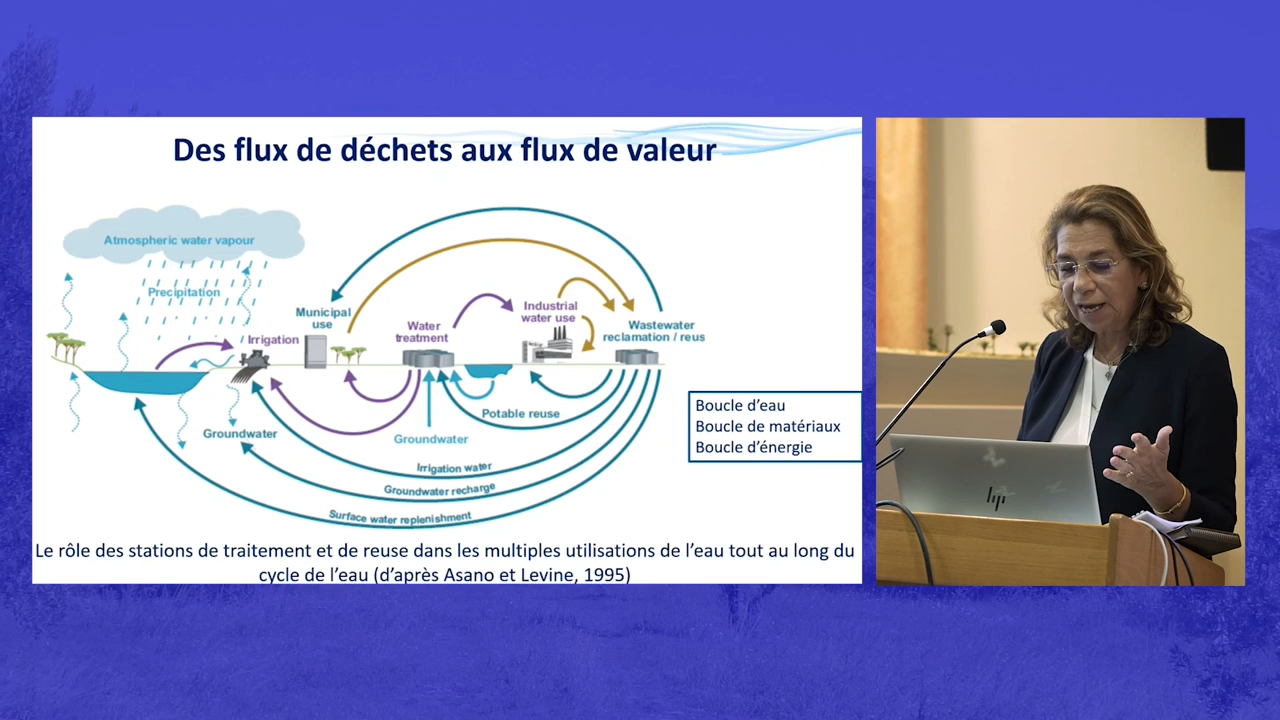 Des flux de déchets aux flux de valeur
Atmospheric water vapour
Precipitation
Municipal
use
Irrigation
Water
treatment
Industrial
water use
Wastewater
reclamation / reus
Groundwater
Groundwater
Potable reuse
Irrigation water
Groundwater recharge
Surface water replenishment
Boucle d’eau
Boucle de matériaux
Boucle d’énergie
Le rôle des stations de traitement et de reuse dans les multiples utilisations de l’eau tout au long du
cycle de l’eau (d’après Asano et Levine, 1995)
hp